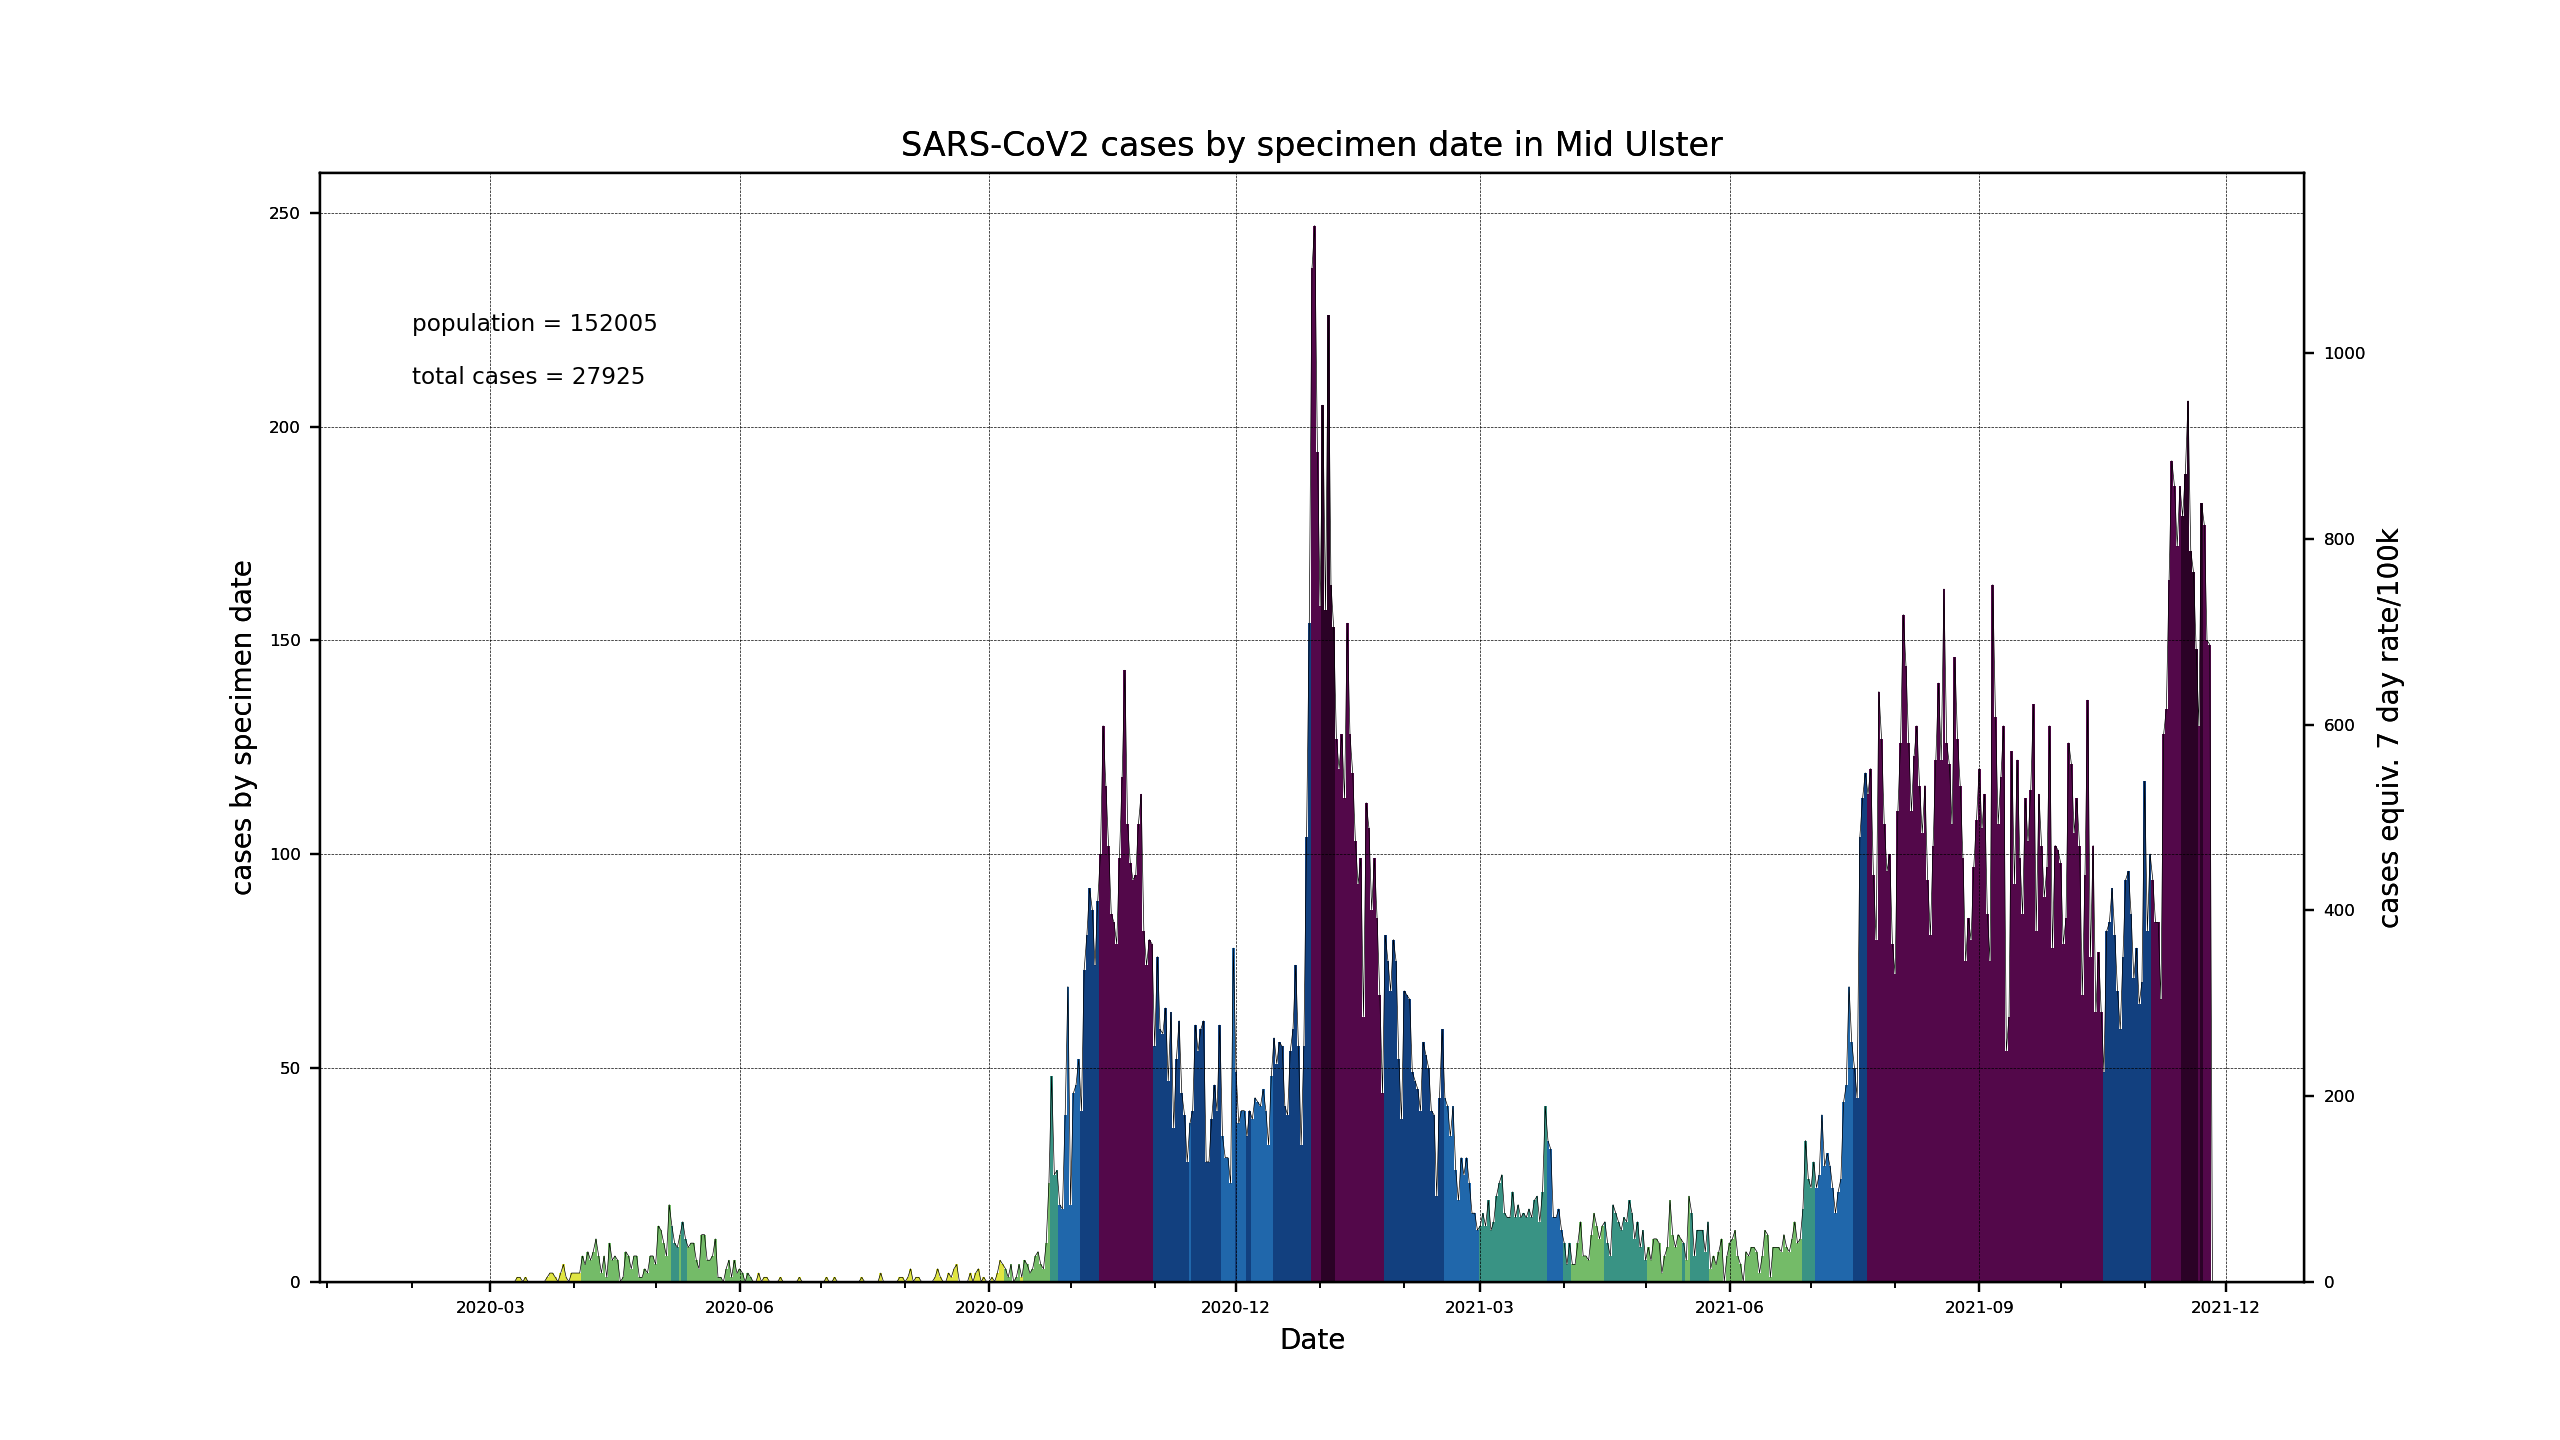 SARS-CoV2 cases by specimen date in Mid Ulster
population = 152005
total cases = 27925
cases by specimen date
250
200
150
100
50
0
1000
800
600
400
200
0
cases equiv. 7 day rate/100k
2020-03 2020-06 2020-09 2020-12 2021-03 2021-06 2021-09 2021-12
Date